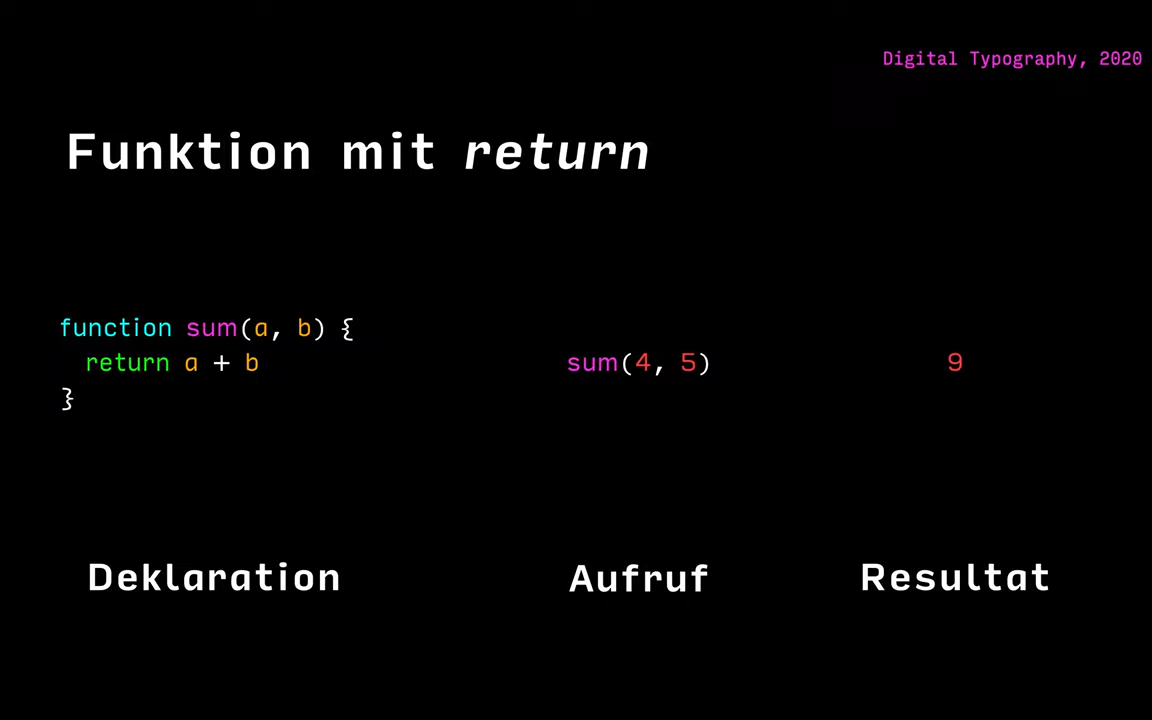 Digital Typography, 2020
Funktion mit return
function sum(a, b) {
  return a + b
}
sum(4, 5)
9
Deklaration
Aufruf
Resultat